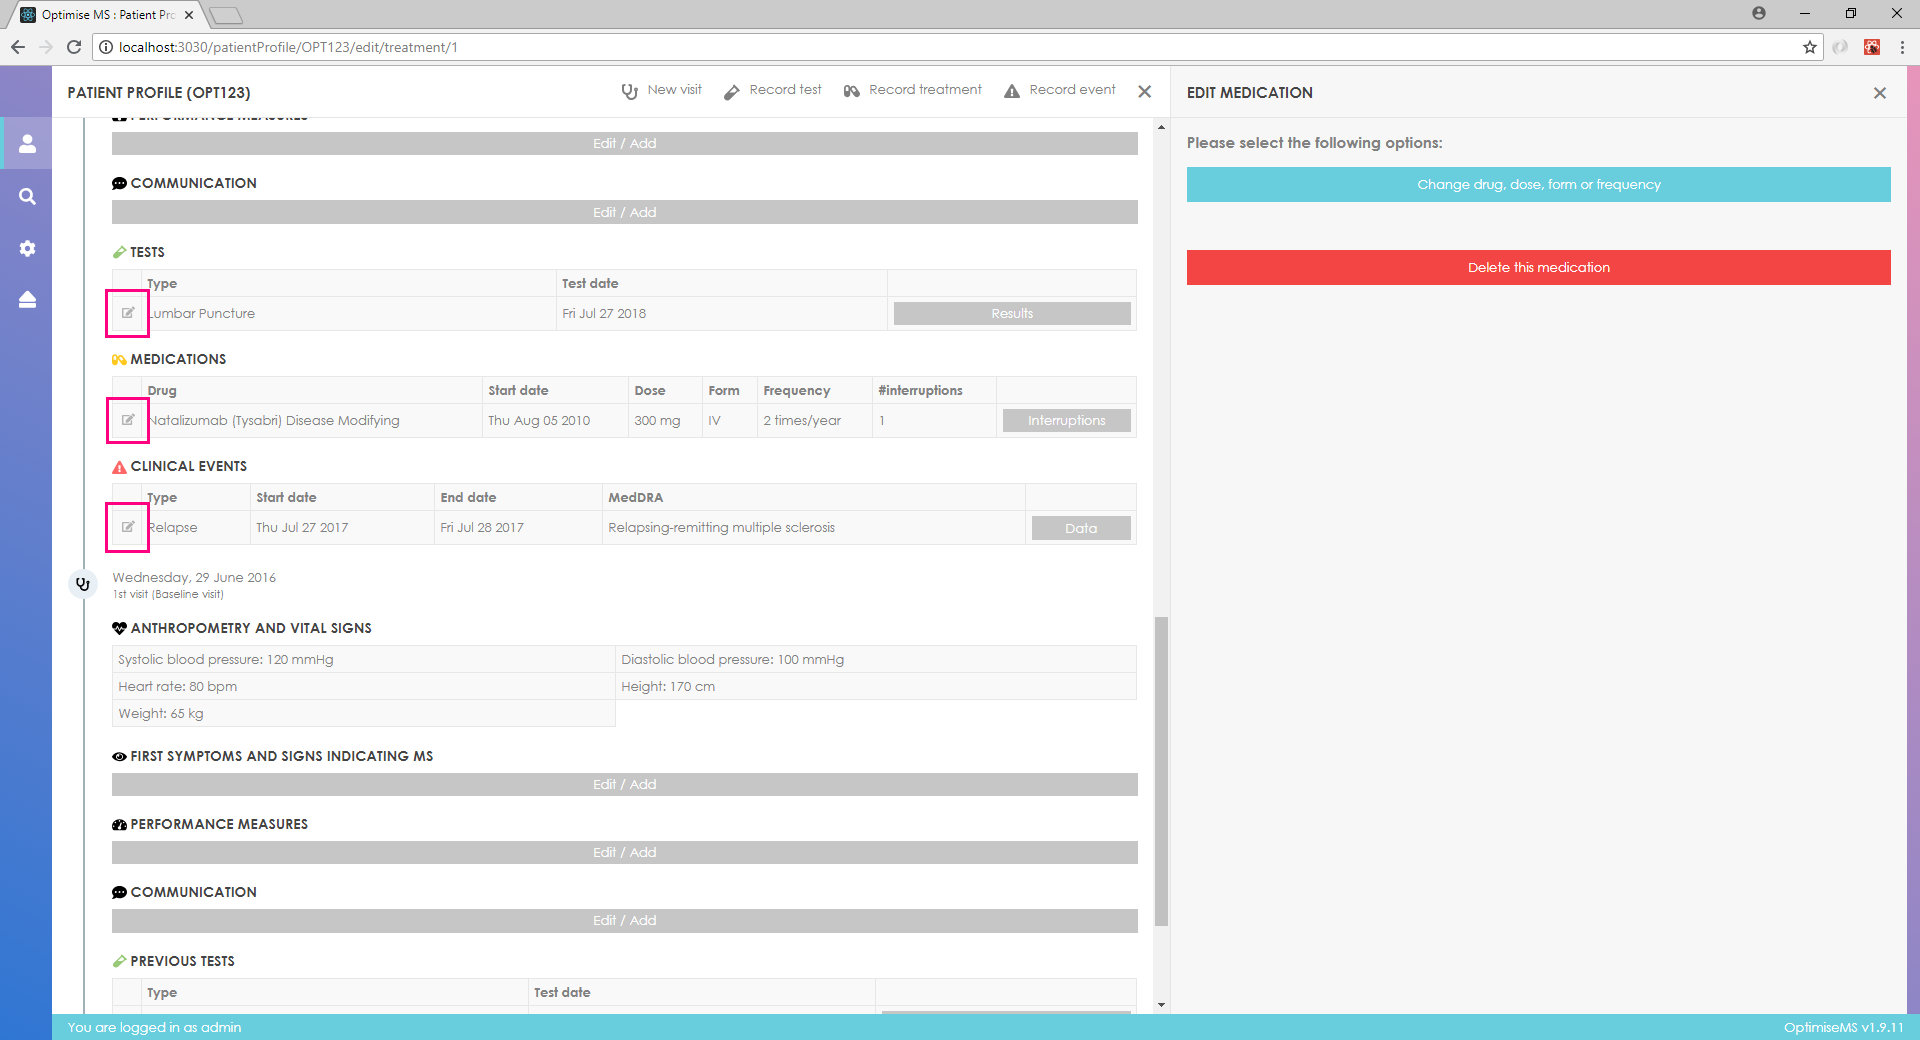 Optimise MS : Patient Pro
localhost:3030/patientProfile/OPT123/edit/treatment/1
PATIENT PROFILE (OPT123)
New visit
Record test
Record treatment
Record event
PERFORMANCE MEASURES
Edit / Add
COMMUNICATION
Edit / Add
TESTS
Type Test date
Lumbar Puncture Fri Jul 27 2018 Results
MEDICATIONS
Drug Start date Dose Form Frequency #interruptions
Natalizumab (Tysabri) Disease Modifying Thu Aug 05 2010 300 mg IV 2 times/year 1 Interruptions
CLINICAL EVENTS
Type Start date End date MedDRA
Relapse Thu Jul 27 2017 Fri Jul 28 2017 Relapsing-remitting multiple sclerosis Data
Wednesday, 29 June 2016
1st visit (Baseline visit)
ANTHROPOMETRY AND VITAL SIGNS
Systolic blood pressure: 120 mmHg Diastolic blood pressure: 100 mmHg
Heart rate: 80 bpm Height: 170 cm
Weight: 65 kg
FIRST SYMPTOMS AND SIGNS INDICATING MS
Edit / Add
PERFORMANCE MEASURES
Edit / Add
COMMUNICATION
Edit / Add
PREVIOUS TESTS
Type Test date
EDIT MEDICATION
Please select the following options:
Change drug, dose, form or frequency
Delete this medication
You are logged in as admin
OptimiseMS v1.9.11